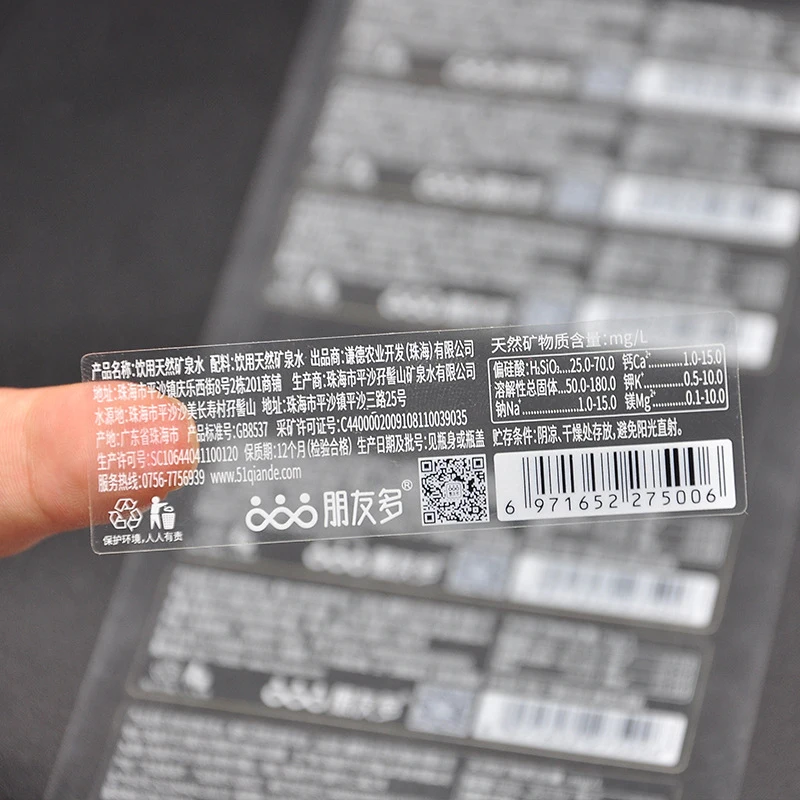 产品名称:饮用天然矿泉水 配料:饮用天然矿泉水 出品商:谦德农业开发(珠海)有限公司
地址:珠海市平沙镇庆乐西街8号2栋201商铺 生产商:珠海市平沙孖髻山矿泉水有限公司
水源地:珠海市平沙沙美长寿村孖髻山 地址:珠海市平沙镇平沙三路25号
产地:广东省珠海市 产品标准号:GB8537 采矿许可证号:C4400002009108110039035
生产许可证号:SC10644041100120 保质期:12个月(检验合格) 生产日期及批号:见瓶身或瓶盖
服务热线:0756-7756939 www.51qiande.com
保护环境,人人有责
朋友多®
天然矿物质含量:mg/L
偏硅酸:H₂SiO₃...25.0-70.0 钙Ca²⁺...1.0-15.0
溶解性总固体...50.0-180.0 钾K⁺...0.5-10.0
钠Na⁺...1.0-15.0 镁Mg²⁺...0.1-10.0
贮存条件:阴凉、干燥处存放,避免阳光直射。
6 971652 275006
朋友多